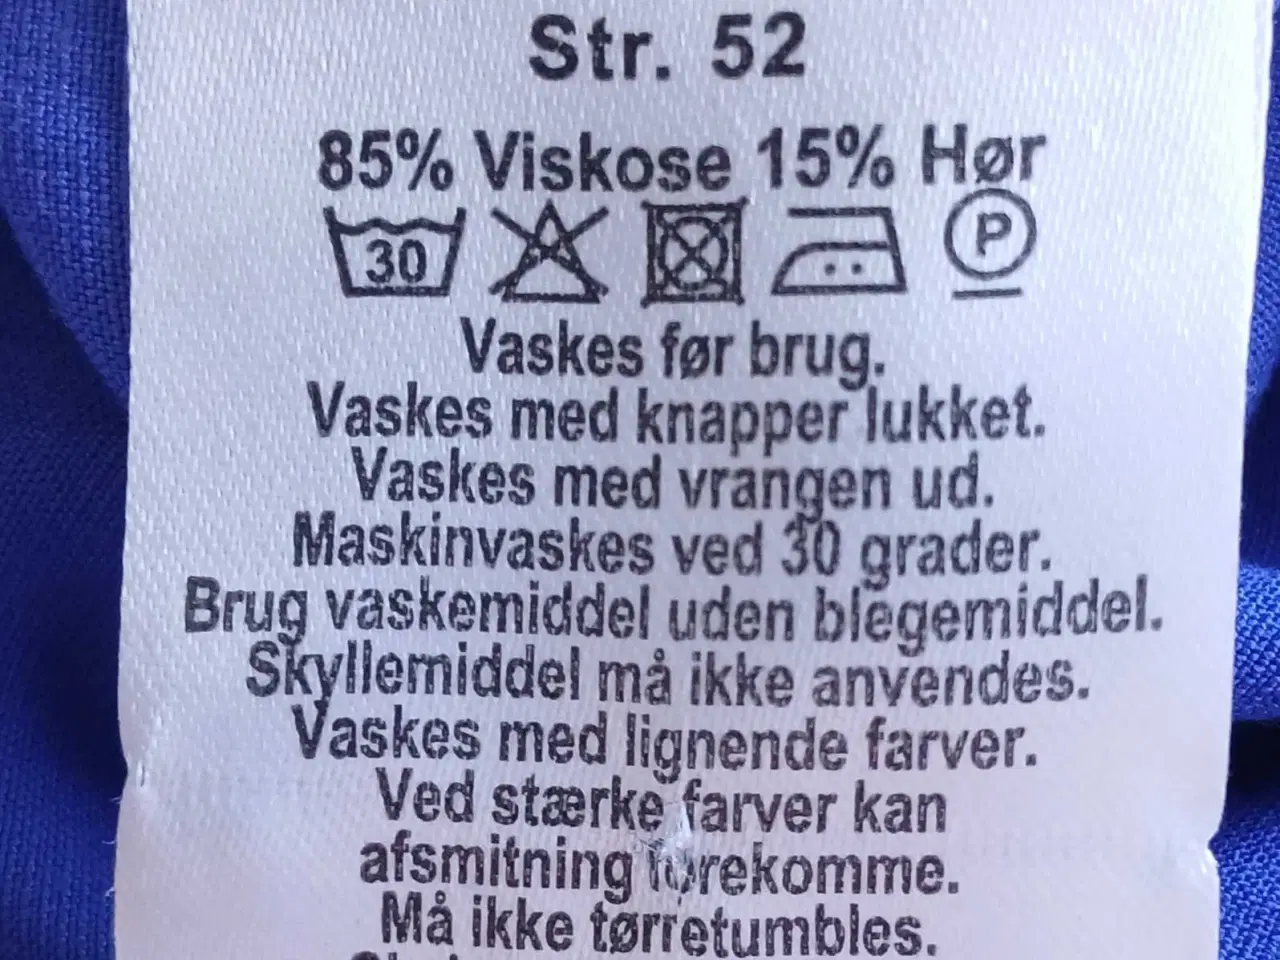 Str. 52
85% Viskose 15% Hør
30 P
Vaskes før brug.
Vaskes med knapper lukket.
Vaskes med vrangen ud.
Maskinvaskes ved 30 grader.
Brug vaskemiddel uden blegemiddel.
Skyllemiddel må ikke anvendes.
Vaskes med lignende farver.
Ved stærke farver kan
afsmitning forekomme.
Må ikke tørretumbles.